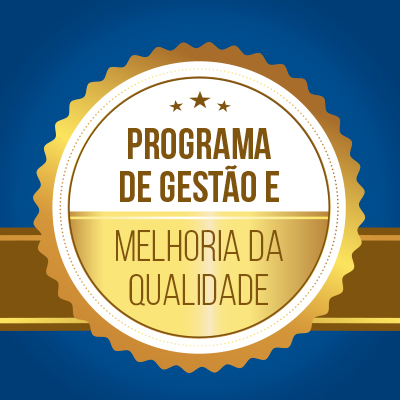 PROGRAMA
DE GESTÃO E
MELHORIA DA
QUALIDADE